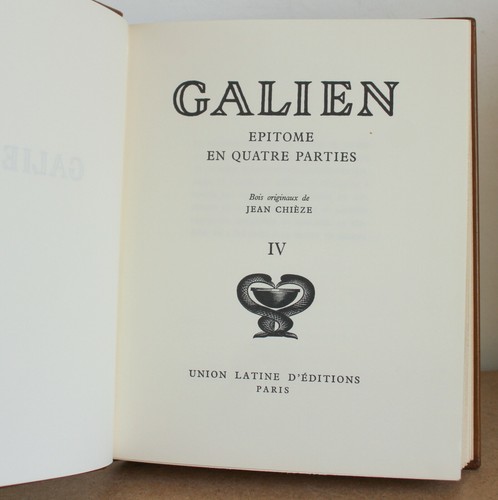 GALIEN
EPITOME
EN QUATRE PARTIES
Bois originaux de
JEAN CHIÈZE
IV
UNION LATINE D'ÉDITIONS
PARIS